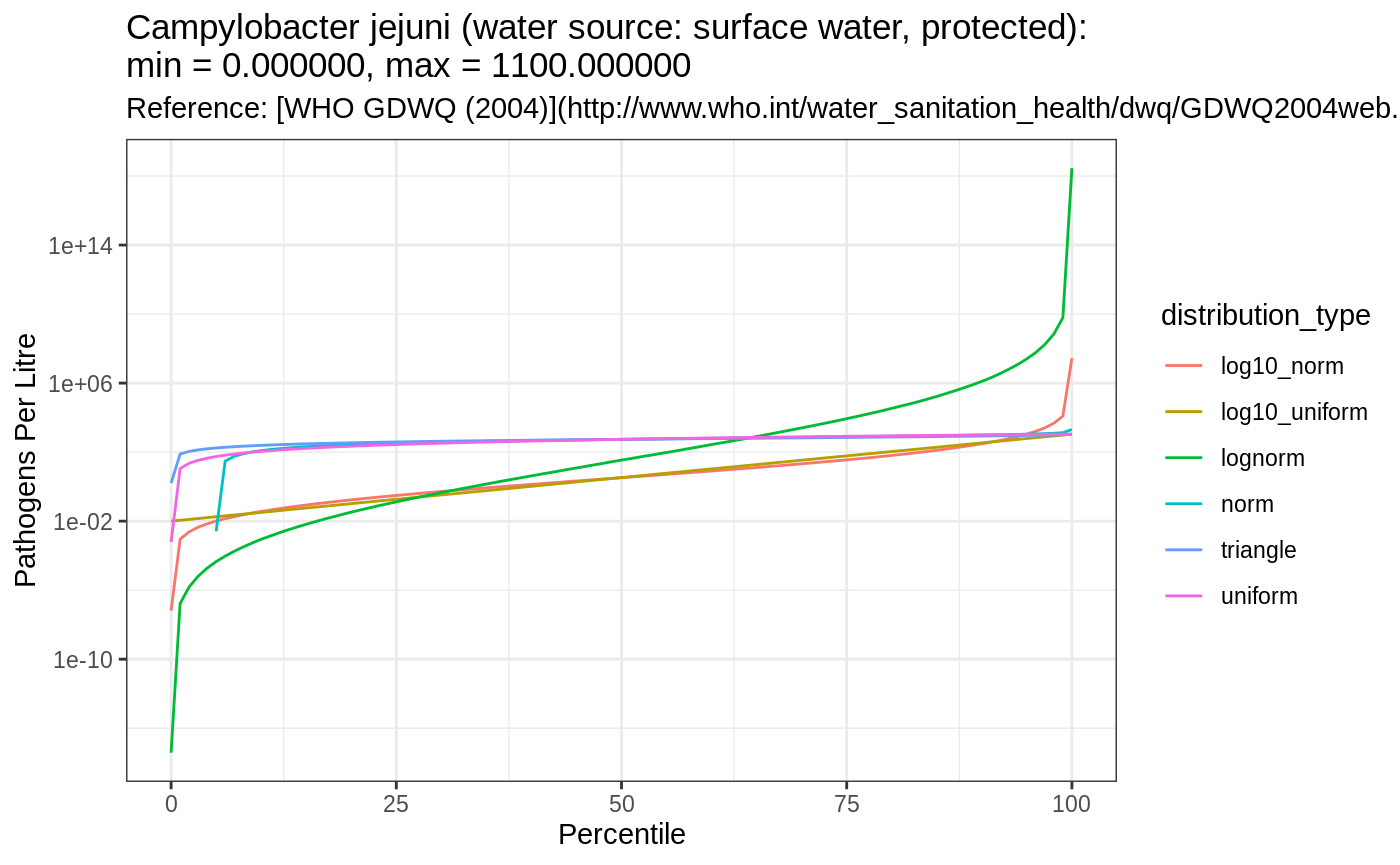 Campylobacter jejuni (water source: surface water, protected):
min = 0.000000, max = 1100.000000
Reference: [WHO GDWQ (2004)](http://www.who.int/water_sanitation_health/dwq/GDWQ2004web.
Pathogens Per Litre
1e+14
1e+06
1e-02
1e-10
0
25
50
75
100
Percentile
distribution_type
log10_norm
log10_uniform
lognorm
norm
triangle
uniform